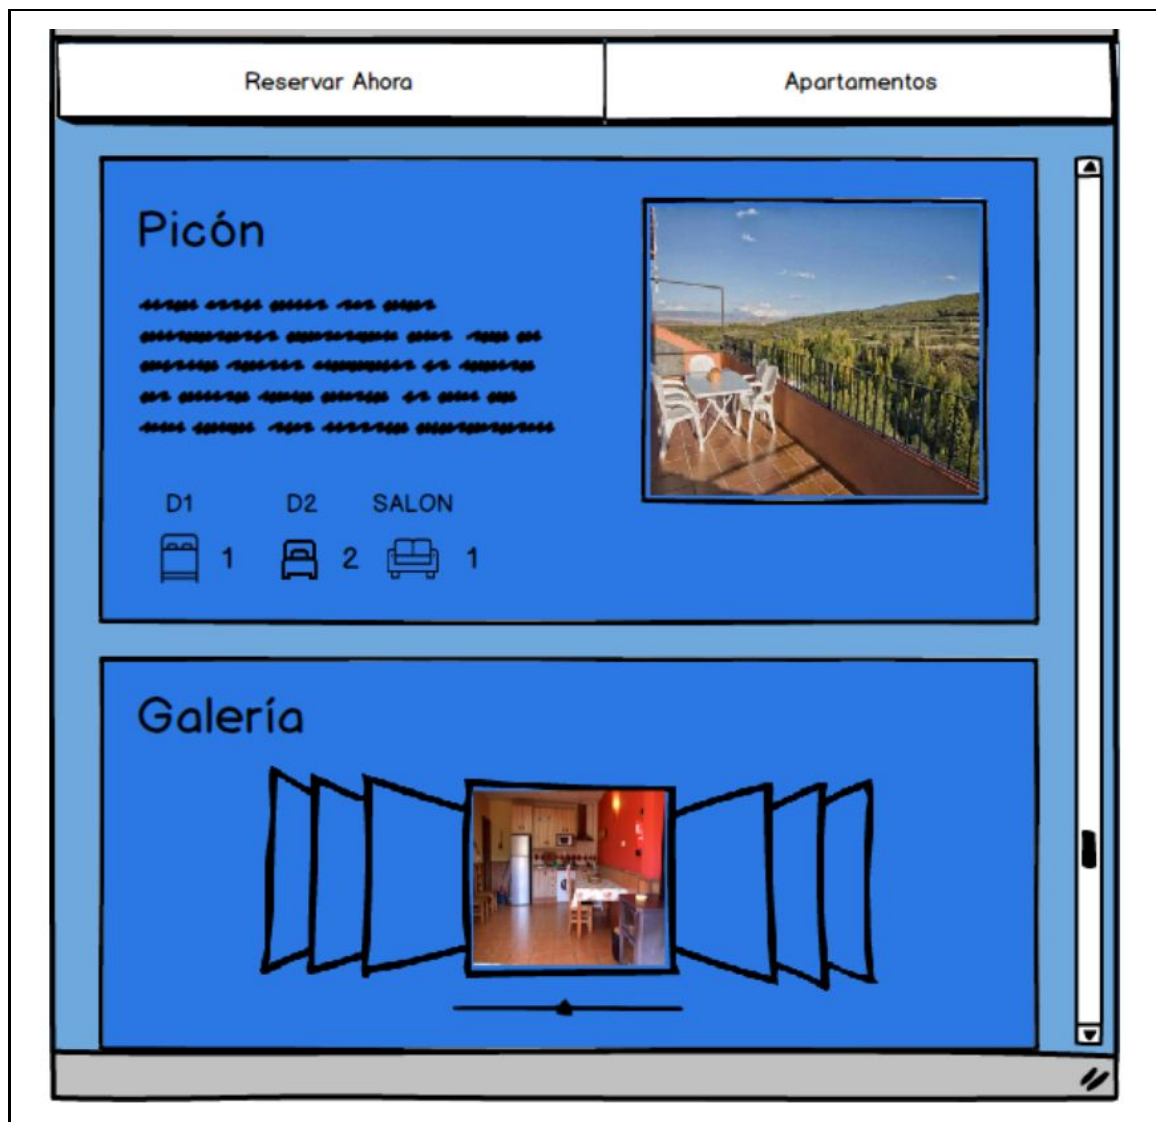 Reservar Ahora
Apartamentos
Picón
D1 D2 SALON
1 2 1
Galería